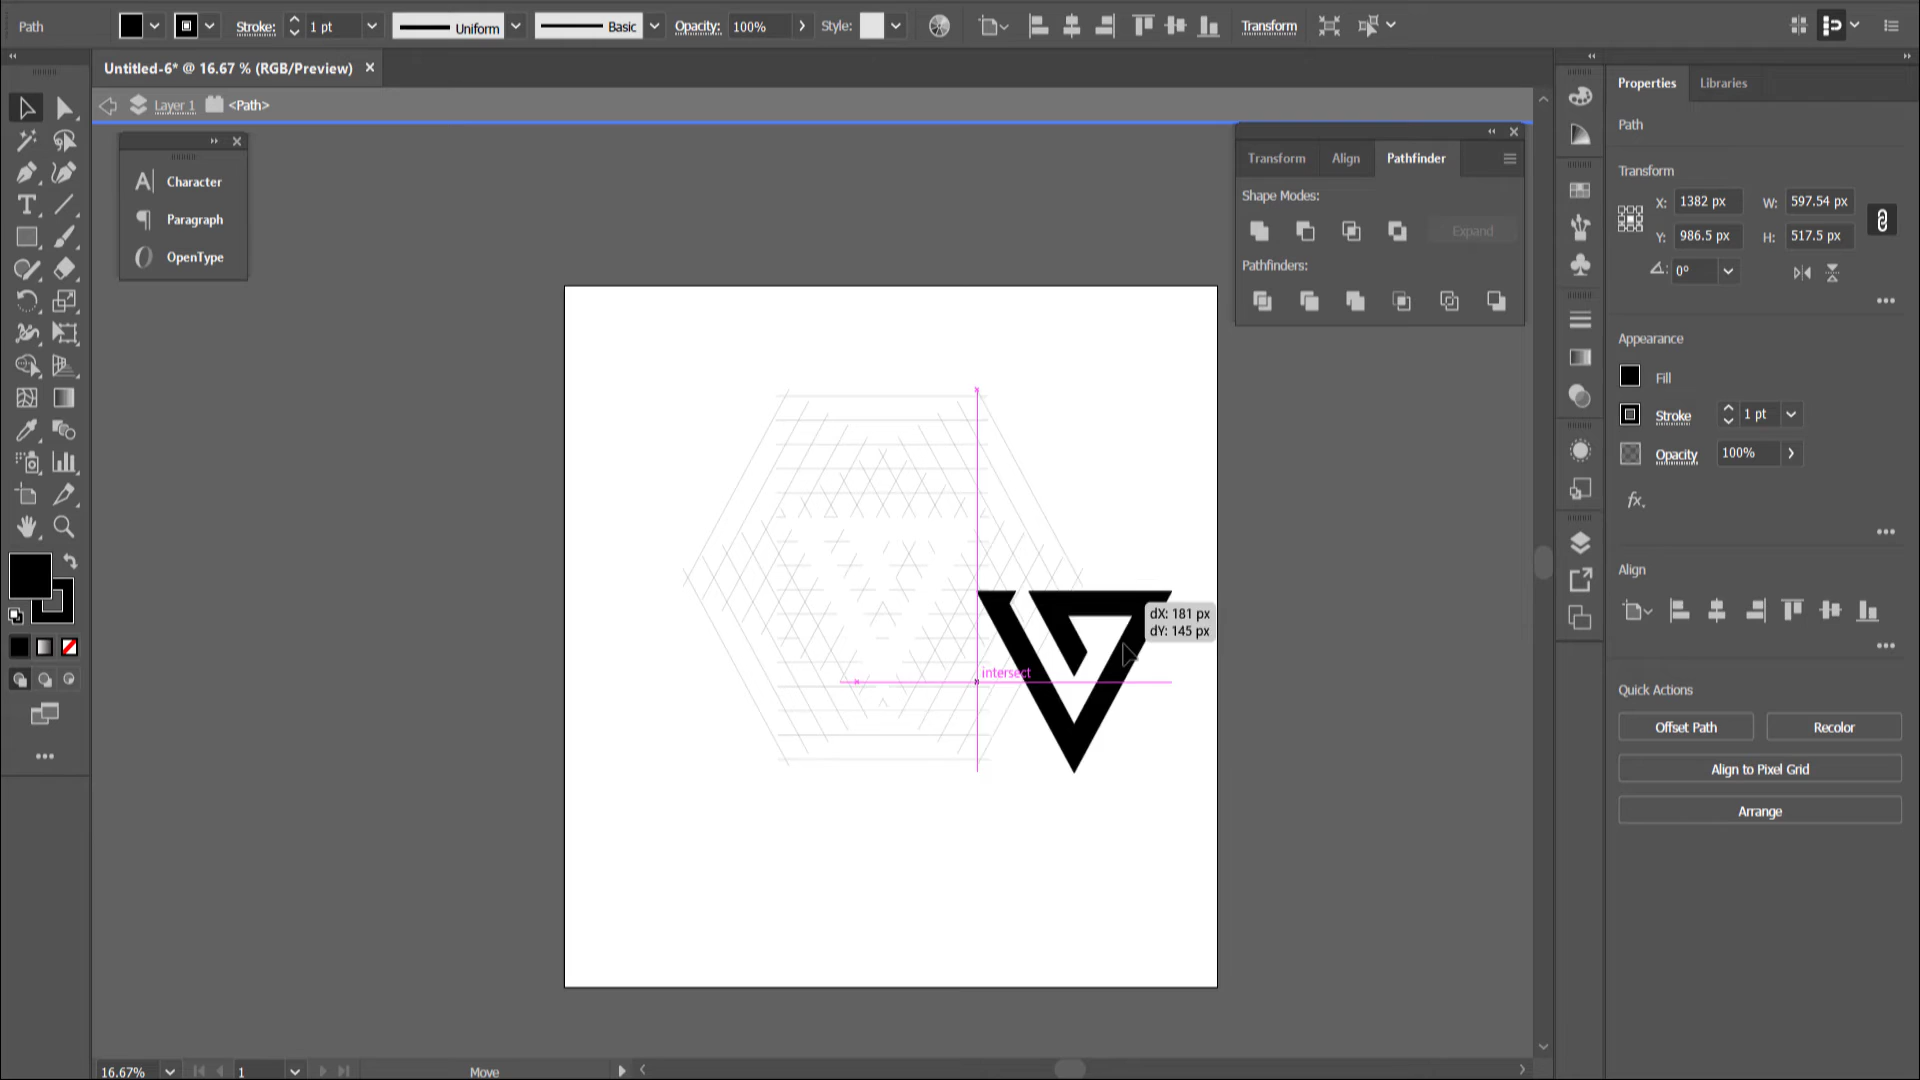 Path
Stroke:
1 pt
Uniform
Basic
Opacity:
100%
Style:
Transform
Untitled-6* @ 16.67 % (RGB/Preview)
Layer 1
<Path>
Character
Paragraph
OpenType
Transform
Align
Pathfinder
Shape Modes:
Expand
Pathfinders:
dX: 181 px
dY: 145 px
intersect
Properties
Libraries
Path
Transform
X: 1382 px
W: 597.54 px
Y: 986.5 px
H: 517.5 px
0°
Appearance
Fill
Stroke
1 pt
Opacity
100%
fx.
Align
Quick Actions
Offset Path
Recolor
Align to Pixel Grid
Arrange
16.67%
1
Move